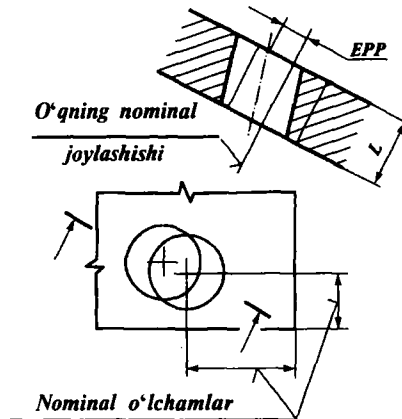 EPP
O‘qning nominal
joylashishi
L
Nominal o‘lchamlar